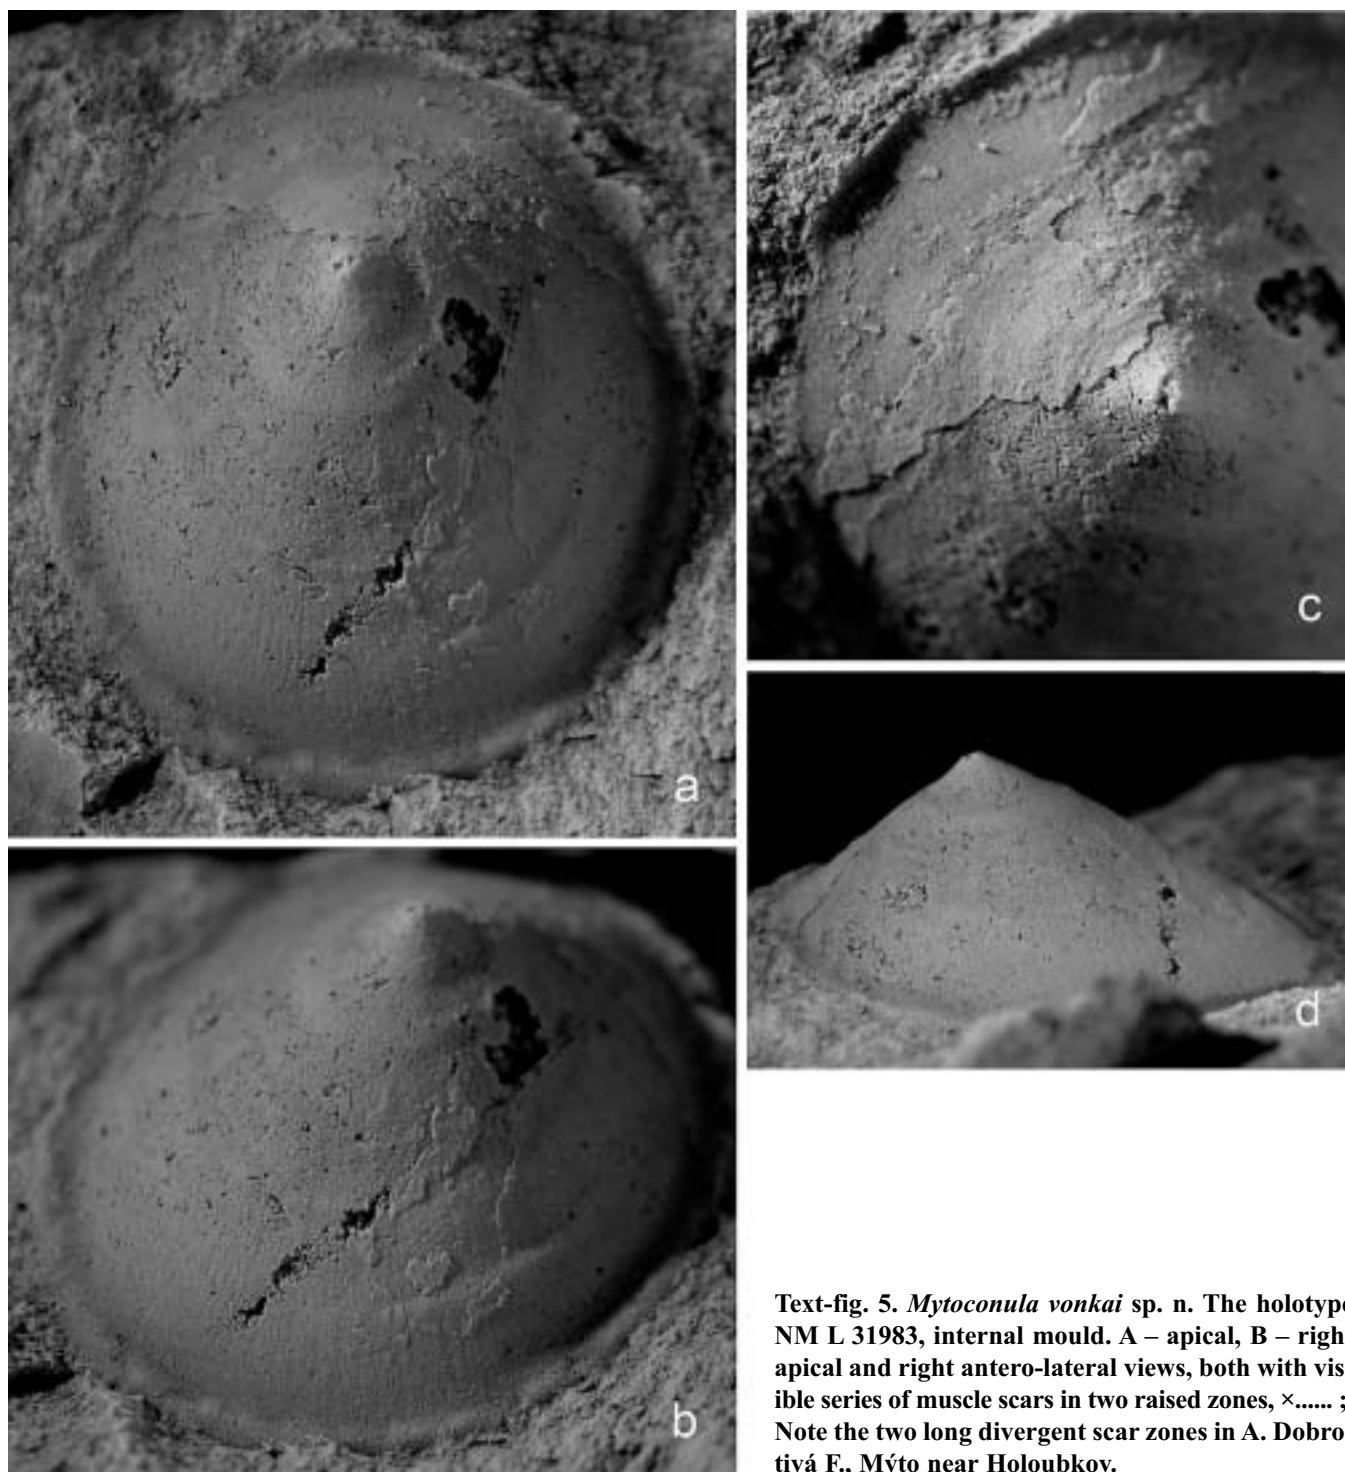 a
c
d
b
Text-fig. 5. Mytoconula vonkai sp. n. The holotype
NM L 31983, internal mould. A – apical, B – righ
apical and right antero-lateral views, both with vis
ible series of muscle scars in two raised zones, ×...... ;
Note the two long divergent scar zones in A. Dobro
tivá F., Mýto near Holoubkov.